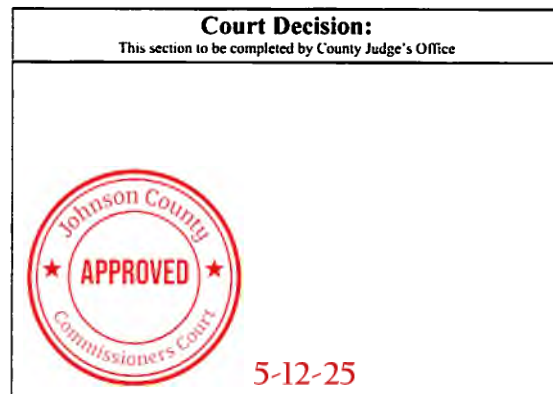 Court Decision:
This section to be completed by County Judge's Office
Johnson County
★ APPROVED ★
Commissioners Court
5-12-25